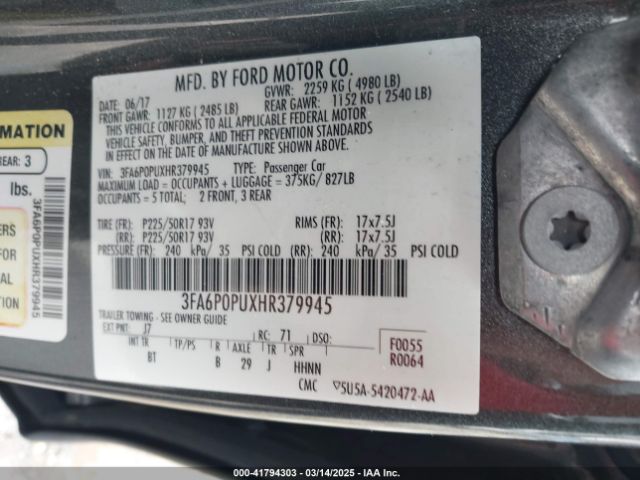 MFD. BY FORD MOTOR CO.
DATE: 06/17 GVWR: 2259 KG ( 4980 LB)
FRONT GAWR: 1127 KG ( 2485 LB) REAR GAWR: 1152 KG ( 2540 LB)
THIS VEHICLE CONFORMS TO ALL APPLICABLE FEDERAL MOTOR
VEHICLE SAFETY, BUMPER, AND THEFT PREVENTION STANDARDS
IN EFFECT ON THE DATE OF MANUFACTURE SHOWN ABOVE.
VIN: 3FA6P0PUXHR379945 TYPE: Passenger Car
MAXIMUM LOAD = OCCUPANTS + LUGGAGE = 375KG/ 827LB
OCCUPANTS = 5 TOTAL; 2 FRONT, 3 REAR
TIRE (FR): P225/50R17 93V RIMS (FR): 17x7.5J
(RR): P225/50R17 93V (RR): 17x7.5J
PRESSURE (FR): 240 kPa/ 35 PSI COLD (RR): 240 kPa/ 35 PSI COLD
3FA6P0PUXHR379945
TRAILER TOWING - SEE OWNER GUIDE
EXT PNT: J7 RC: 71 DSO:
INT TR TP/PS R AXLE TR SPR
BT B 29 J HHNN
F0055
R0064
CMC 5U5A-5420472-AA
RMATION
REAR: 3
lbs.
3FA6P0PUXHR379945
ERS
FOR
AL
N
000-41794303 — 03/14/2025 — IAA Inc.